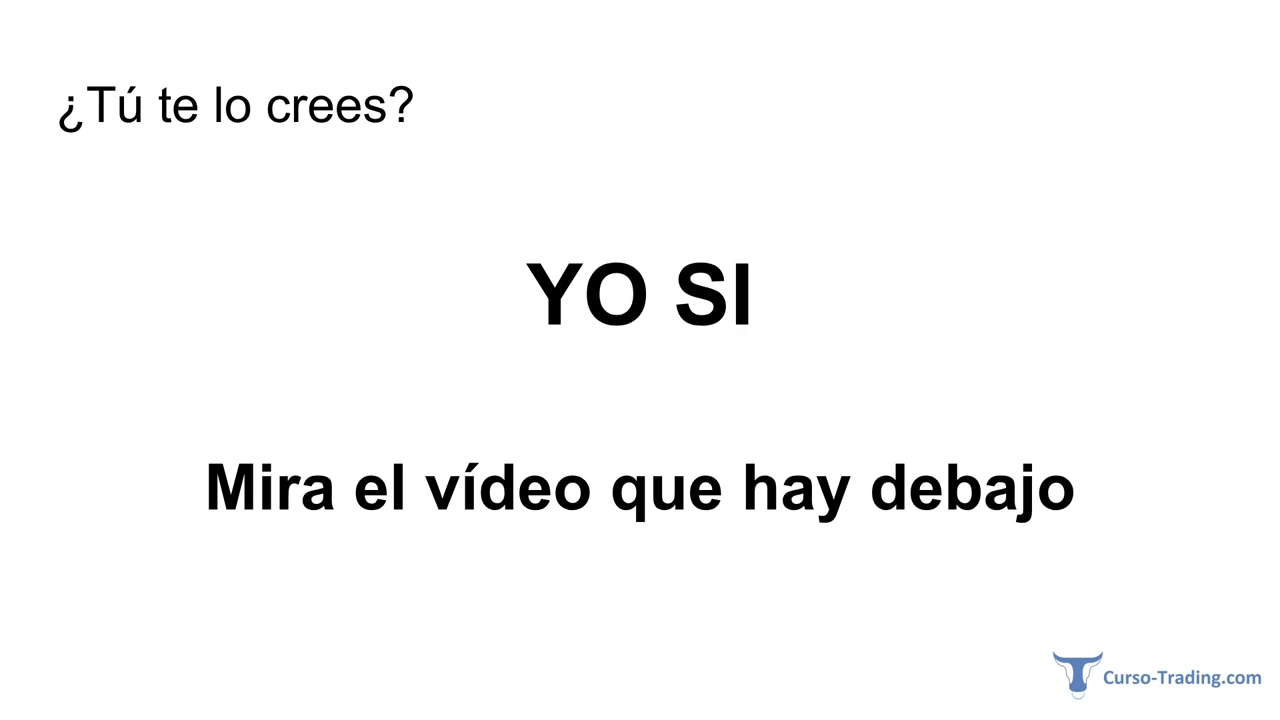 ¿Tú te lo crees?
YO SI
Mira el vídeo que hay debajo
Curso-Trading.com